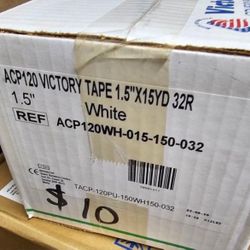 ACP120 VICTORY TAPE 1.5"X15YD 32R
1.5"
White
REF ACP120WH-015-150-032
TACP-120PU-150WH150-032
$10